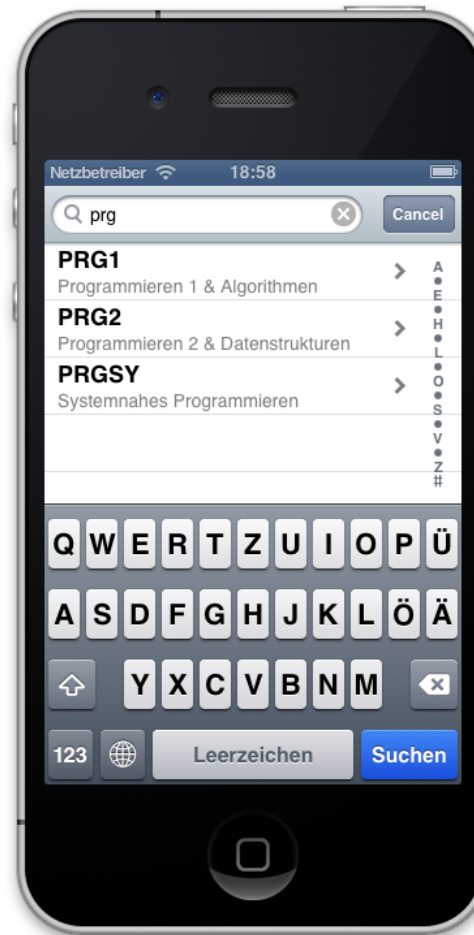 Netzbetreiber 18:58
prg Cancel
PRG1
Programmieren 1 & Algorithmen
PRG2
Programmieren 2 & Datenstrukturen
PRGSY
Systemnahes Programmieren
A
E
H
L
O
S
V
Z
#
Q W E R T Z U I O P Ü
A S D F G H J K L Ö Ä
Y X C V B N M
123 Leerzeichen Suchen